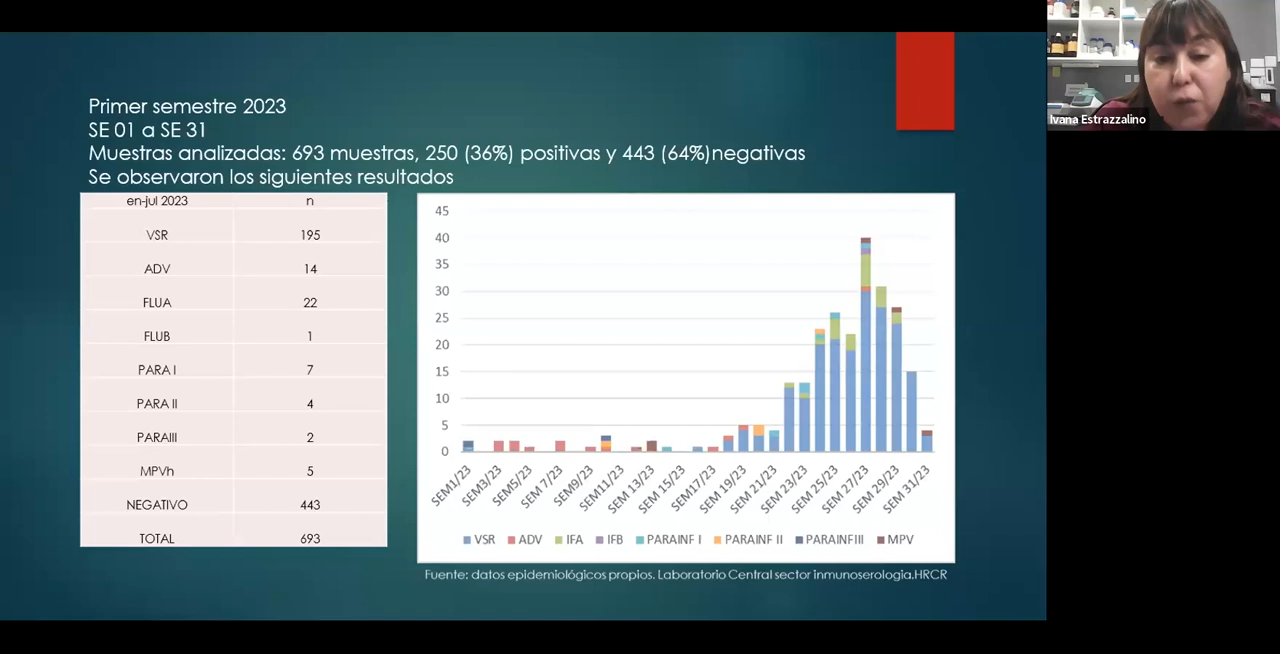 Primer semestre 2023
SE 01 a SE 31
Muestras analizadas: 693 muestras, 250 (36%) positivas y 443 (64%)negativas
Se observaron los siguientes resultados
en-jul 2023 n
VSR 195
ADV 14
FLUA 22
FLUB 1
PARA I 7
PARA II 4
PARAIII 2
MPVh 5
NEGATIVO 443
TOTAL 693
45
40
35
30
25
20
15
10
5
0
SEM1/23 SEM3/23 SEM5/23 SEM 7/23 SEM9/23 SEM11/23 SEM 13/23 SEM 15/23 SEM17/23 SEM 19/23 SEM 21/23 SEM 23/23 SEM 25/23 SEM 27/23 SEM 29/23 SEM 31/23
VSR ADV IFA IFB PARAINF I PARAINF II PARAINFIII MPV
Fuente: datos epidemiológicos propios. Laboratorio Central sector inmunoserologia.HRCR
Ivana Estrazzalino